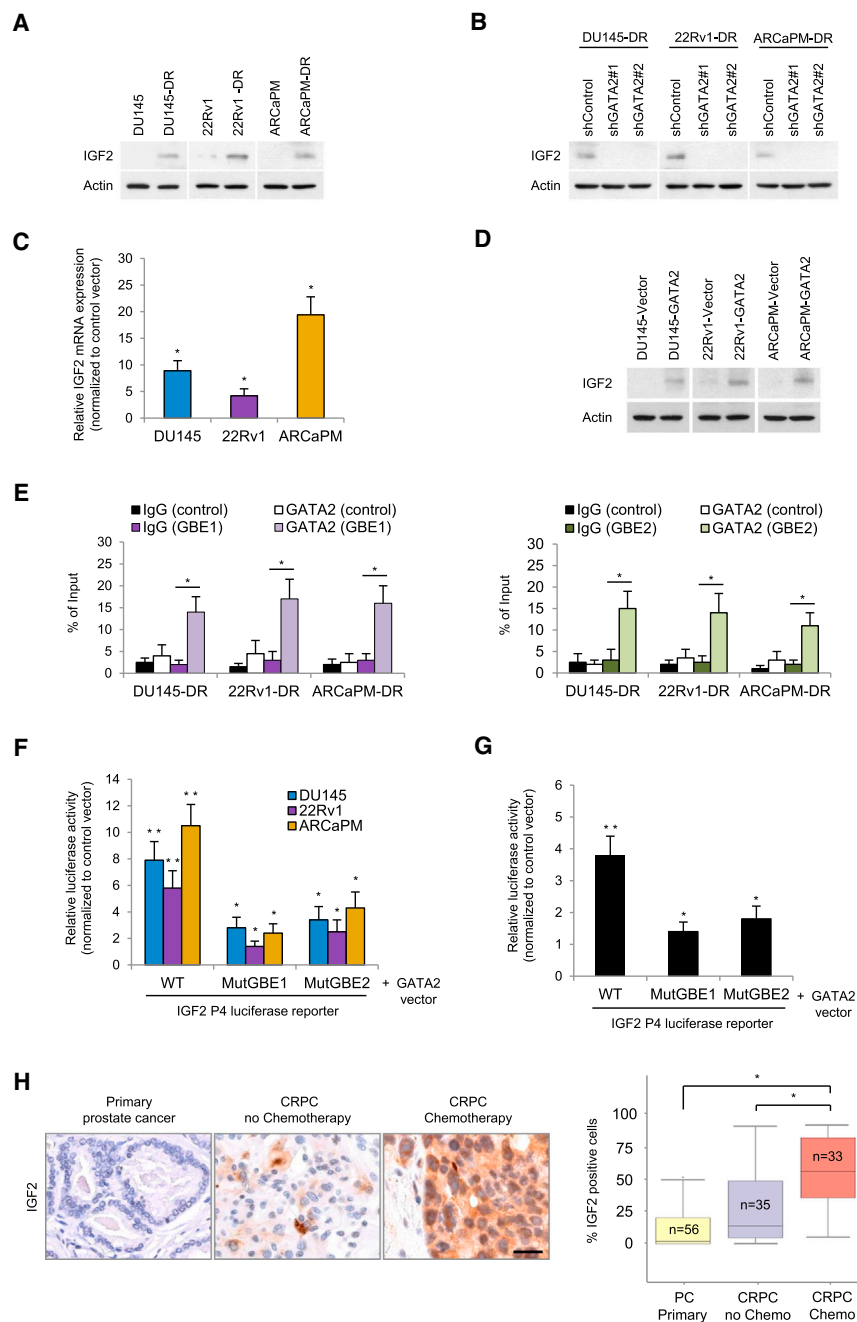 A
DU145
DU145-DR
22Rv1
22Rv1 -DR
ARCaPM
ARCaPM-DR
IGF2
Actin
B
DU145-DR 22Rv1-DR ARCaPM-DR
shControl
shGATA2#1
shGATA2#2
shControl
shGATA2#1
shGATA2#2
shControl
shGATA2#1
shGATA2#2
IGF2
Actin
C
Relative IGF2 mRNA expression
(normalized to control vector)
30
25
20
15
10
5
0
* * *
DU145 22Rv1 ARCaPM
D
DU145-Vector
DU145-GATA2
22Rv1-Vector
22Rv1-GATA2
ARCaPM-Vector
ARCaPM-GATA2
IGF2
Actin
E
IgG (control) GATA2 (control)
IgG (GBE1) GATA2 (GBE1)
% of Input
30
25
20
15
10
5
0
* * *
DU145-DR 22Rv1-DR ARCaPM-DR
IgG (control) GATA2 (control)
IgG (GBE2) GATA2 (GBE2)
% of Input
30
25
20
15
10
5
0
* * *
DU145-DR 22Rv1-DR ARCaPM-DR
F
Relative luciferase activity
(normalized to control vector)
14
12
10
8
6
4
2
0
DU145
22Rv1
ARCaPM
* * * * * *
* * *
* * *
WT MutGBE1 MutGBE2 + GATA2
vector
IGF2 P4 luciferase reporter
G
Relative luciferase activity
(normalized to control vector)
6
5
4
3
2
1
0
* *
*
*
WT MutGBE1 MutGBE2 + GATA2
vector
IGF2 P4 luciferase reporter
H
Primary
prostate cancer
CRPC
no Chemotherapy
CRPC
Chemotherapy
IGF2
% IGF2 positive cells
100
75
50
25
0
*
*
n=56
n=35
n=33
PC
Primary
CRPC
no Chemo
CRPC
Chemo